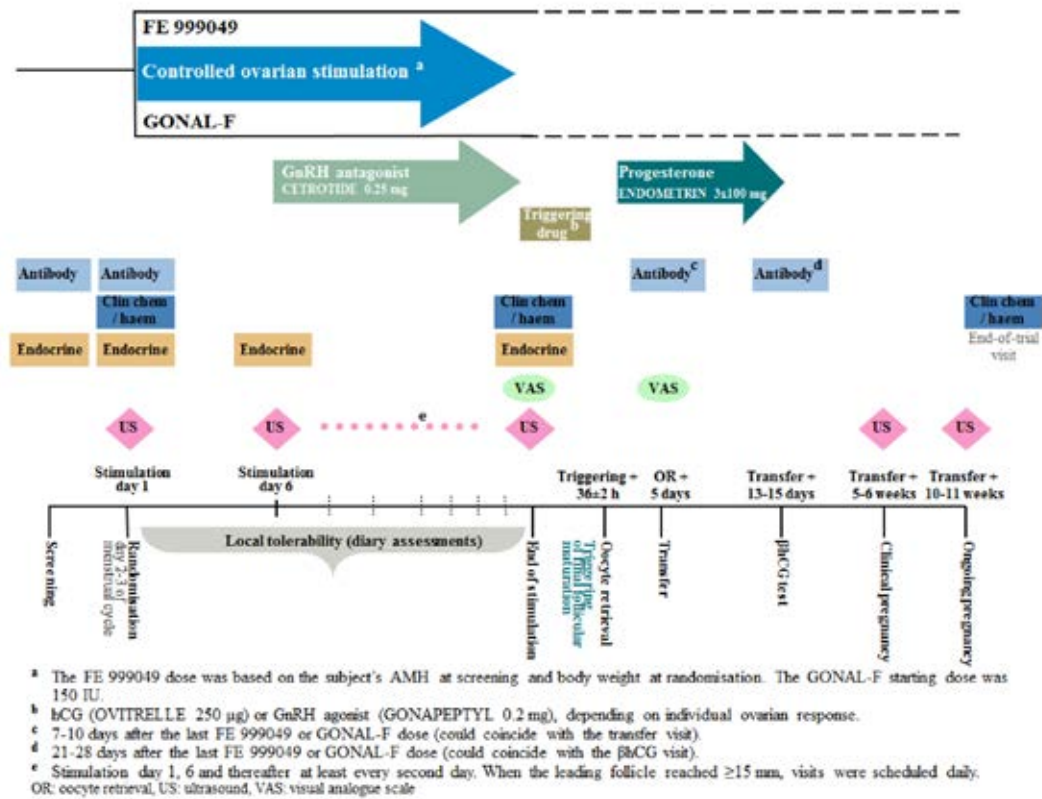 FE 999049
Controlled ovarian stimulation a
GONAL-F
GnRH antagonist
CETROTIDE 0.25 mg
Progesterone
ENDOMETRIN 3x100 mg
Triggering
drug b
Antibody
Antibody
Antibody c
Antibody d
Clin chem
/ haem
Clin chem
/ haem
Clin chem
/ haem
Endocrine
Endocrine
Endocrine
Endocrine
End-of-trial
visit
VAS
VAS
e
US
US
US
US
US
Stimulation
day 1
Stimulation
day 6
Triggering +
36±2 h
OR +
5 days
Transfer +
13-15 days
Transfer +
5-6 weeks
Transfer +
10-11 weeks
Local tolerability (diary assessments)
Screening
Randomisation
day 2-3 of
menstrual cycle
End of stimulation
Triggering
of final follicular
maturation
Oocyte retrieval
Transfer
βhCG test
Clinical pregnancy
Ongoing pregnancy
a The FE 999049 dose was based on the subject's AMH at screening and body weight at randomisation. The GONAL-F starting dose was
150 IU.
b hCG (OVITRELLE 250 µg) or GnRH agonist (GONAPEPTYL 0.2 mg), depending on individual ovarian response.
c 7-10 days after the last FE 999049 or GONAL-F dose (could coincide with the transfer visit).
d 21-28 days after the last FE 999049 or GONAL-F dose (could coincide with the βhCG visit).
e Stimulation day 1, 6 and thereafter at least every second day. When the leading follicle reached ≥15 mm, visits were scheduled daily.
OR: oocyte retrieval, US: ultrasound, VAS: visual analogue scale